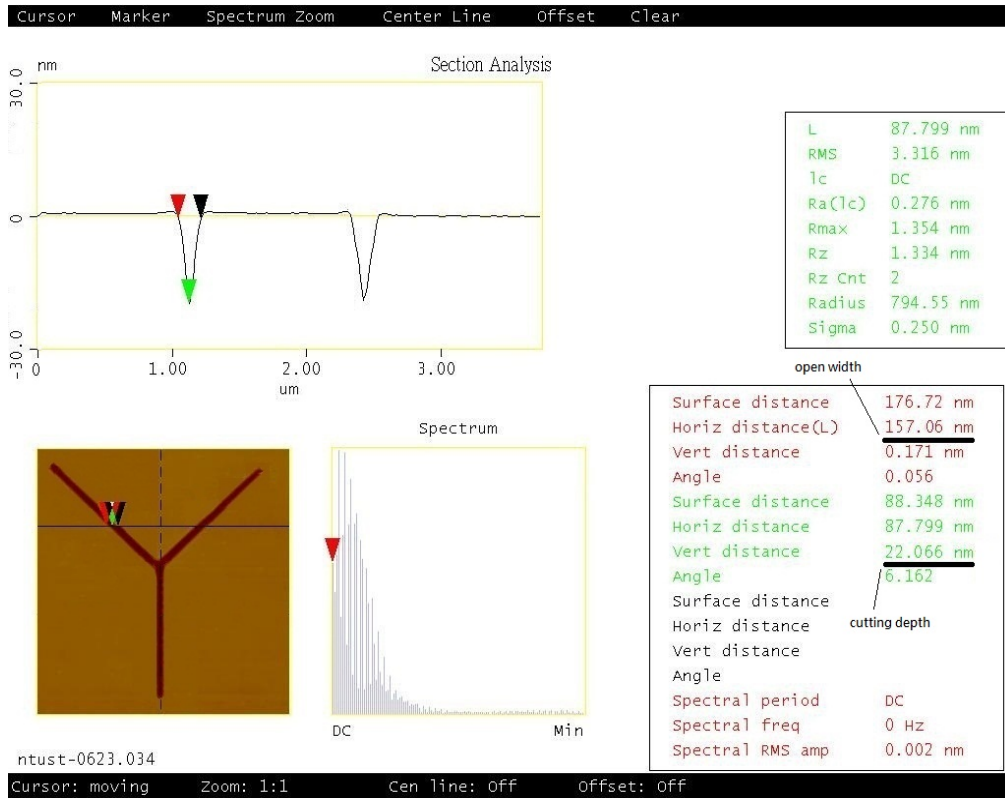 Cursor Marker Spectrum Zoom Center Line Offset Clear
nm Section Analysis
30.0
0
-30.0
0 1.00 2.00 3.00
um
L 87.799 nm
RMS 3.316 nm
lc DC
Ra(lc) 0.276 nm
Rmax 1.354 nm
Rz 1.334 nm
Rz Cnt 2
Radius 794.55 nm
Sigma 0.250 nm
open width
Surface distance 176.72 nm
Horiz distance(L) 157.06 nm
Vert distance 0.171 nm
Angle 0.056
Surface distance 88.348 nm
Horiz distance 87.799 nm
Vert distance 22.066 nm
Angle 6.162
Surface distance
Horiz distance
cutting depth
Vert distance
Angle
Spectral period DC
Spectral freq 0 Hz
Spectral RMS amp 0.002 nm
Spectrum
DC Min
ntust-0623.034
Cursor: moving Zoom: 1:1 Cen line: Off Offset: Off